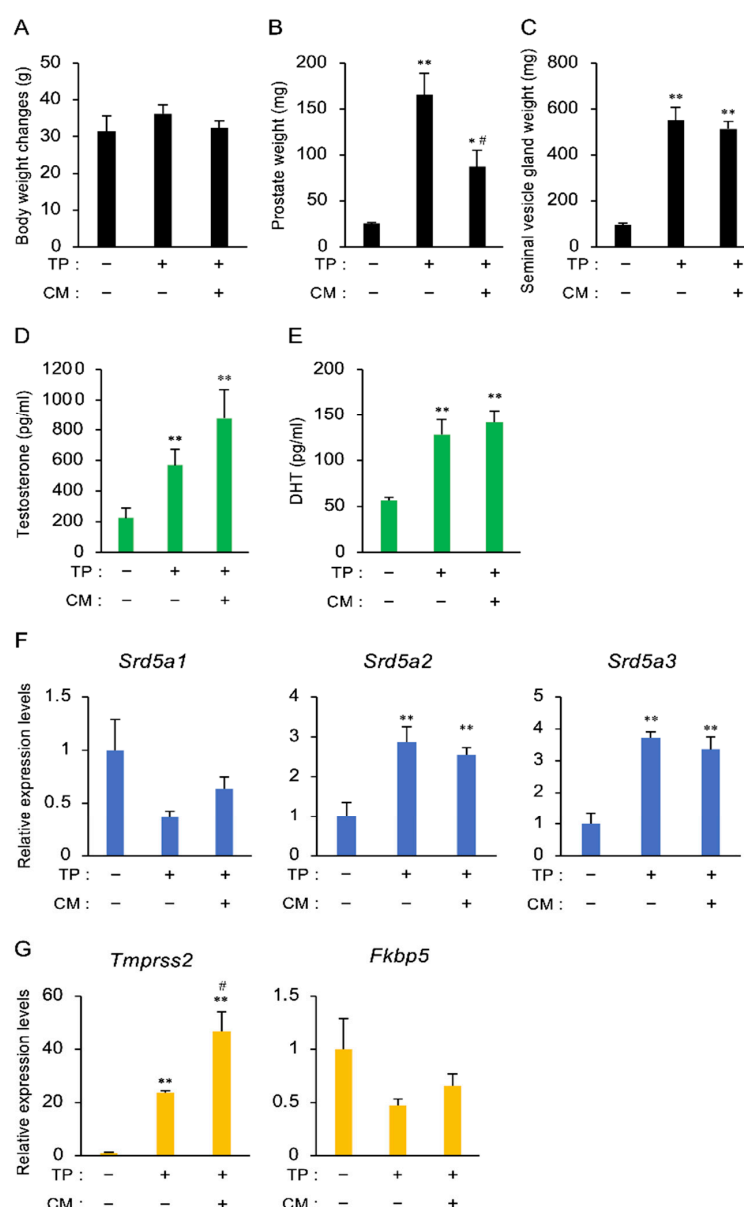 A
Body weight changes (g)
50
40
30
20
10
0
TP : – + +
CM : – – +
B
Prostate weight (mg)
200
150
100
50
0
**
* #
TP : – + +
CM : – – +
C
Seminal vesicle gland weight (mg)
800
600
400
200
0
**
**
TP : – + +
CM : – – +
D
Testosterone (pg/ml)
1200
1000
800
600
400
200
0
**
**
TP : – + +
CM : – – +
E
DHT (pg/ml)
200
150
100
50
0
**
**
TP : – + +
CM : – – +
F
Srd5a1
Relative expression levels
1.5
1
0.5
0
TP : – + +
CM : – – +
Srd5a2
4
3
2
1
0
**
**
TP : – + +
CM : – – +
Srd5a3
5
4
3
2
1
0
**
**
TP : – + +
CM : – – +
G
Tmprss2
Relative expression levels
60
40
20
0
**
#
**
TP : – + +
CM : – – +
Fkbp5
1.5
1
0.5
0
TP : – + +
CM : – – +